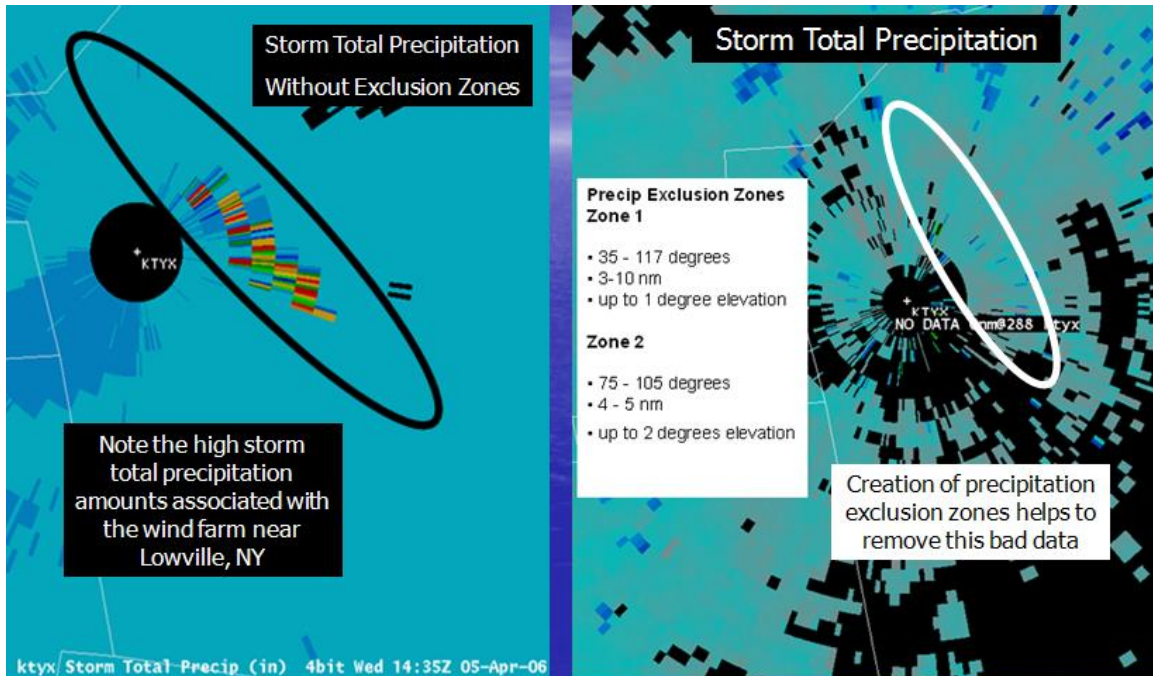 Storm Total Precipitation
Without Exclusion Zones
KTYX
Note the high storm
total precipitation
amounts associated with
the wind farm near
Lowville, NY
ktyx Storm Total Precip (in) 4bit Wed 14:35Z 05-Apr-06
Storm Total Precipitation
Precip Exclusion Zones
Zone 1
• 35 - 117 degrees
• 3-10 nm
• up to 1 degree elevation
Zone 2
• 75 - 105 degrees
• 4 - 5 nm
• up to 2 degrees elevation
KTYX
NO DATA 0nm@288 ktyx
Creation of precipitation
exclusion zones helps to
remove this bad data